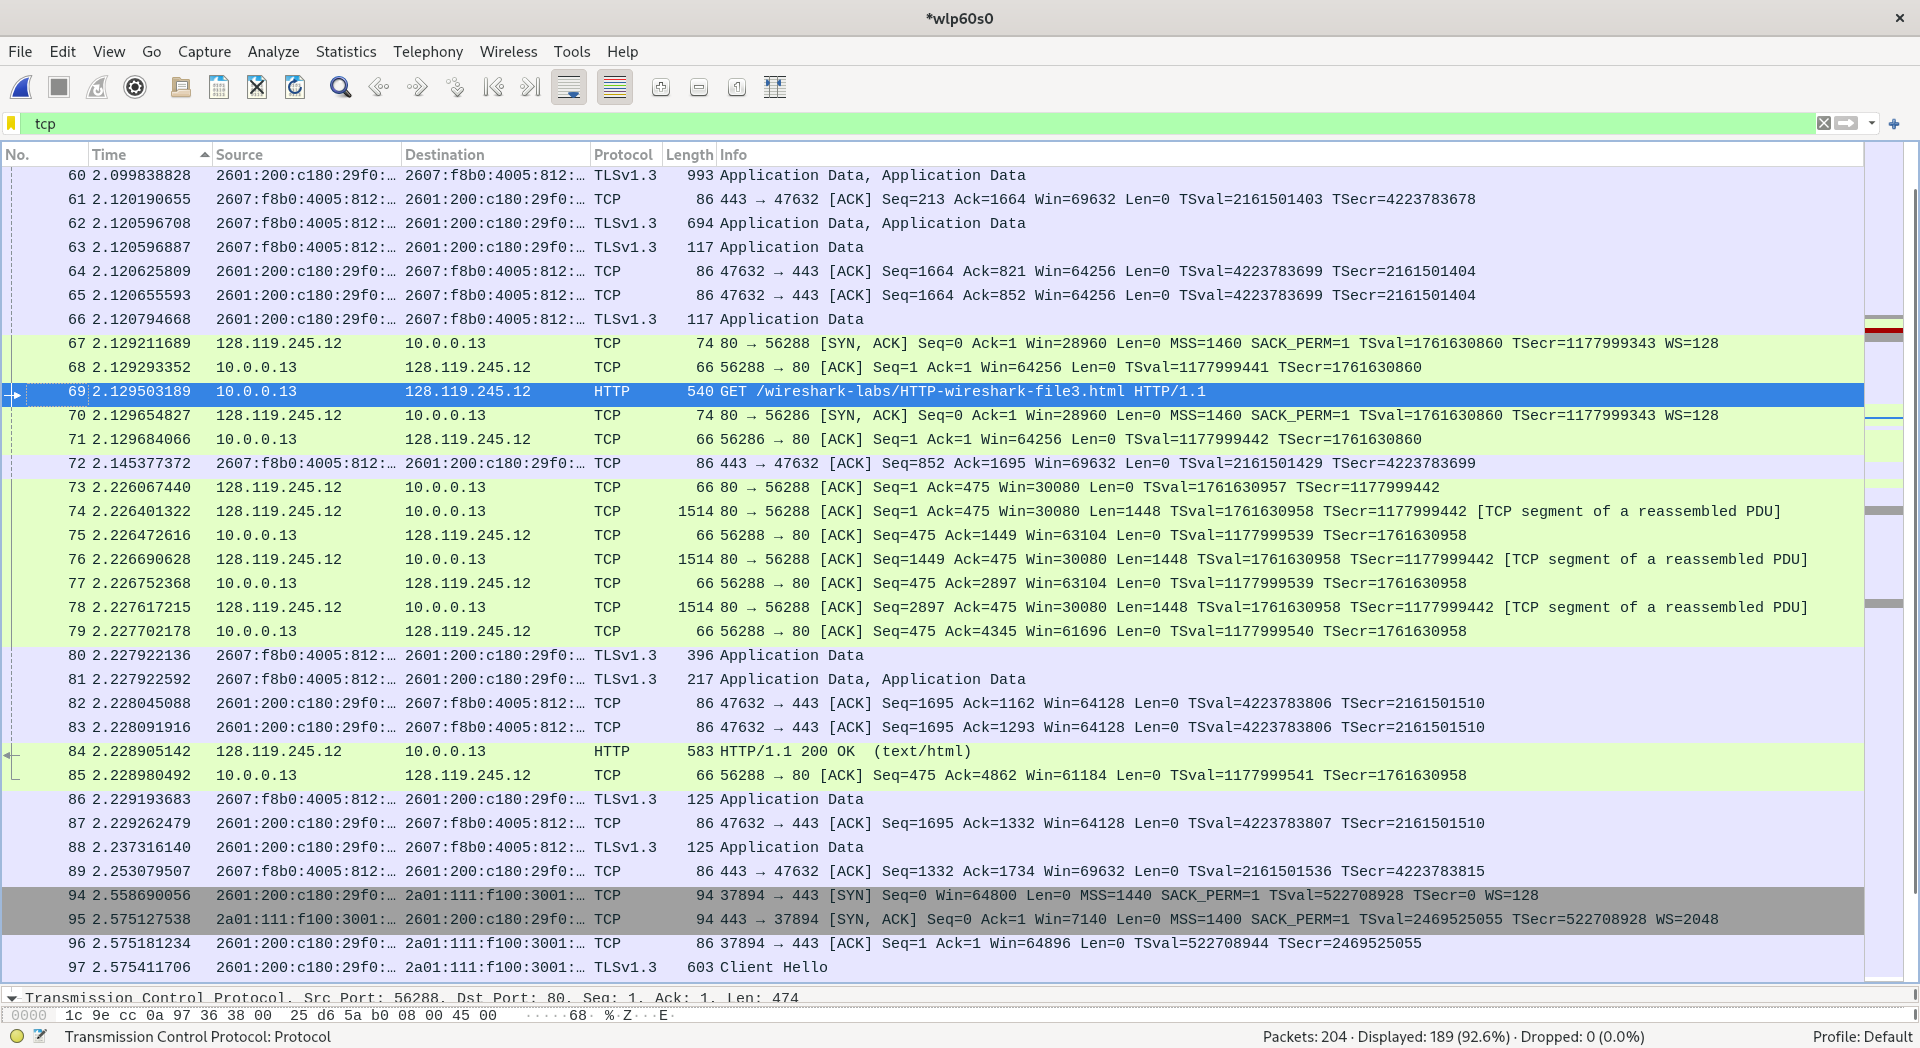 *wlp60s0
File Edit View Go Capture Analyze Statistics Telephony Wireless Tools Help
tcp
No. Time Source Destination Protocol Length Info
60 2.099838828 2601:200:c180:29f0:… 2607:f8b0:4005:812:… TLSv1.3 993 Application Data, Application Data
61 2.120190655 2607:f8b0:4005:812:… 2601:200:c180:29f0:… TCP 86 443 → 47632 [ACK] Seq=213 Ack=1664 Win=69632 Len=0 TSval=2161501403 TSecr=4223783678
62 2.120596708 2607:f8b0:4005:812:… 2601:200:c180:29f0:… TLSv1.3 694 Application Data, Application Data
63 2.120596887 2607:f8b0:4005:812:… 2601:200:c180:29f0:… TLSv1.3 117 Application Data
64 2.120625809 2601:200:c180:29f0:… 2607:f8b0:4005:812:… TCP 86 47632 → 443 [ACK] Seq=1664 Ack=821 Win=64256 Len=0 TSval=4223783699 TSecr=2161501404
65 2.120655593 2601:200:c180:29f0:… 2607:f8b0:4005:812:… TCP 86 47632 → 443 [ACK] Seq=1664 Ack=852 Win=64256 Len=0 TSval=4223783699 TSecr=2161501404
66 2.120794668 2601:200:c180:29f0:… 2607:f8b0:4005:812:… TLSv1.3 117 Application Data
67 2.129211689 128.119.245.12 10.0.0.13 TCP 74 80 → 56288 [SYN, ACK] Seq=0 Ack=1 Win=28960 Len=0 MSS=1460 SACK_PERM=1 TSval=1761630860 TSecr=1177999343 WS=128
68 2.129293352 10.0.0.13 128.119.245.12 TCP 66 56288 → 80 [ACK] Seq=1 Ack=1 Win=64256 Len=0 TSval=1177999441 TSecr=1761630860
69 2.129503189 10.0.0.13 128.119.245.12 HTTP 540 GET /wireshark-labs/HTTP-wireshark-file3.html HTTP/1.1
70 2.129654827 128.119.245.12 10.0.0.13 TCP 74 80 → 56286 [SYN, ACK] Seq=0 Ack=1 Win=28960 Len=0 MSS=1460 SACK_PERM=1 TSval=1761630860 TSecr=1177999343 WS=128
71 2.129684066 10.0.0.13 128.119.245.12 TCP 66 56286 → 80 [ACK] Seq=1 Ack=1 Win=64256 Len=0 TSval=1177999442 TSecr=1761630860
72 2.145377372 2607:f8b0:4005:812:… 2601:200:c180:29f0:… TCP 86 443 → 47632 [ACK] Seq=852 Ack=1695 Win=69632 Len=0 TSval=2161501429 TSecr=4223783699
73 2.226067440 128.119.245.12 10.0.0.13 TCP 66 80 → 56288 [ACK] Seq=1 Ack=475 Win=30080 Len=0 TSval=1761630957 TSecr=1177999442
74 2.226401322 128.119.245.12 10.0.0.13 TCP 1514 80 → 56288 [ACK] Seq=1 Ack=475 Win=30080 Len=1448 TSval=1761630958 TSecr=1177999442 [TCP segment of a reassembled PDU]
75 2.226472616 10.0.0.13 128.119.245.12 TCP 66 56288 → 80 [ACK] Seq=475 Ack=1449 Win=63104 Len=0 TSval=1177999539 TSecr=1761630958
76 2.226690628 128.119.245.12 10.0.0.13 TCP 1514 80 → 56288 [ACK] Seq=1449 Ack=475 Win=30080 Len=1448 TSval=1761630958 TSecr=1177999442 [TCP segment of a reassembled PDU]
77 2.226752368 10.0.0.13 128.119.245.12 TCP 66 56288 → 80 [ACK] Seq=475 Ack=2897 Win=63104 Len=0 TSval=1177999539 TSecr=1761630958
78 2.227617215 128.119.245.12 10.0.0.13 TCP 1514 80 → 56288 [ACK] Seq=2897 Ack=475 Win=30080 Len=1448 TSval=1761630958 TSecr=1177999442 [TCP segment of a reassembled PDU]
79 2.227702178 10.0.0.13 128.119.245.12 TCP 66 56288 → 80 [ACK] Seq=475 Ack=4345 Win=61696 Len=0 TSval=1177999540 TSecr=1761630958
80 2.227922136 2607:f8b0:4005:812:… 2601:200:c180:29f0:… TLSv1.3 396 Application Data
81 2.227922592 2607:f8b0:4005:812:… 2601:200:c180:29f0:… TLSv1.3 217 Application Data, Application Data
82 2.228045088 2601:200:c180:29f0:… 2607:f8b0:4005:812:… TCP 86 47632 → 443 [ACK] Seq=1695 Ack=1162 Win=64128 Len=0 TSval=4223783806 TSecr=2161501510
83 2.228091916 2601:200:c180:29f0:… 2607:f8b0:4005:812:… TCP 86 47632 → 443 [ACK] Seq=1695 Ack=1293 Win=64128 Len=0 TSval=4223783806 TSecr=2161501510
84 2.228905142 128.119.245.12 10.0.0.13 HTTP 583 HTTP/1.1 200 OK (text/html)
85 2.228980492 10.0.0.13 128.119.245.12 TCP 66 56288 → 80 [ACK] Seq=475 Ack=4862 Win=61184 Len=0 TSval=1177999541 TSecr=1761630958
86 2.229193683 2607:f8b0:4005:812:… 2601:200:c180:29f0:… TLSv1.3 125 Application Data
87 2.229262479 2601:200:c180:29f0:… 2607:f8b0:4005:812:… TCP 86 47632 → 443 [ACK] Seq=1695 Ack=1332 Win=64128 Len=0 TSval=4223783807 TSecr=2161501510
88 2.237316140 2601:200:c180:29f0:… 2607:f8b0:4005:812:… TLSv1.3 125 Application Data
89 2.253079507 2607:f8b0:4005:812:… 2601:200:c180:29f0:… TCP 86 443 → 47632 [ACK] Seq=1332 Ack=1734 Win=69632 Len=0 TSval=2161501536 TSecr=4223783815
94 2.558690056 2601:200:c180:29f0:… 2a01:111:f100:3001:… TCP 94 37894 → 443 [SYN] Seq=0 Win=64800 Len=0 MSS=1440 SACK_PERM=1 TSval=522708928 TSecr=0 WS=128
95 2.575127538 2a01:111:f100:3001:… 2601:200:c180:29f0:… TCP 94 443 → 37894 [SYN, ACK] Seq=0 Ack=1 Win=7140 Len=0 MSS=1400 SACK_PERM=1 TSval=2469525055 TSecr=522708928 WS=2048
96 2.575181234 2601:200:c180:29f0:… 2a01:111:f100:3001:… TCP 86 37894 → 443 [ACK] Seq=1 Ack=1 Win=64896 Len=0 TSval=522708944 TSecr=2469525055
97 2.575411706 2601:200:c180:29f0:… 2a01:111:f100:3001:… TLSv1.3 603 Client Hello
Transmission Control Protocol, Src Port: 56288, Dst Port: 80, Seq: 1, Ack: 1, Len: 474
0000 1c 9e cc 0a 97 36 38 00 25 d6 5a b0 08 00 45 00 ·····68· %·Z···E·
Transmission Control Protocol: Protocol Packets: 204 · Displayed: 189 (92.6%) · Dropped: 0 (0.0%) Profile: Default